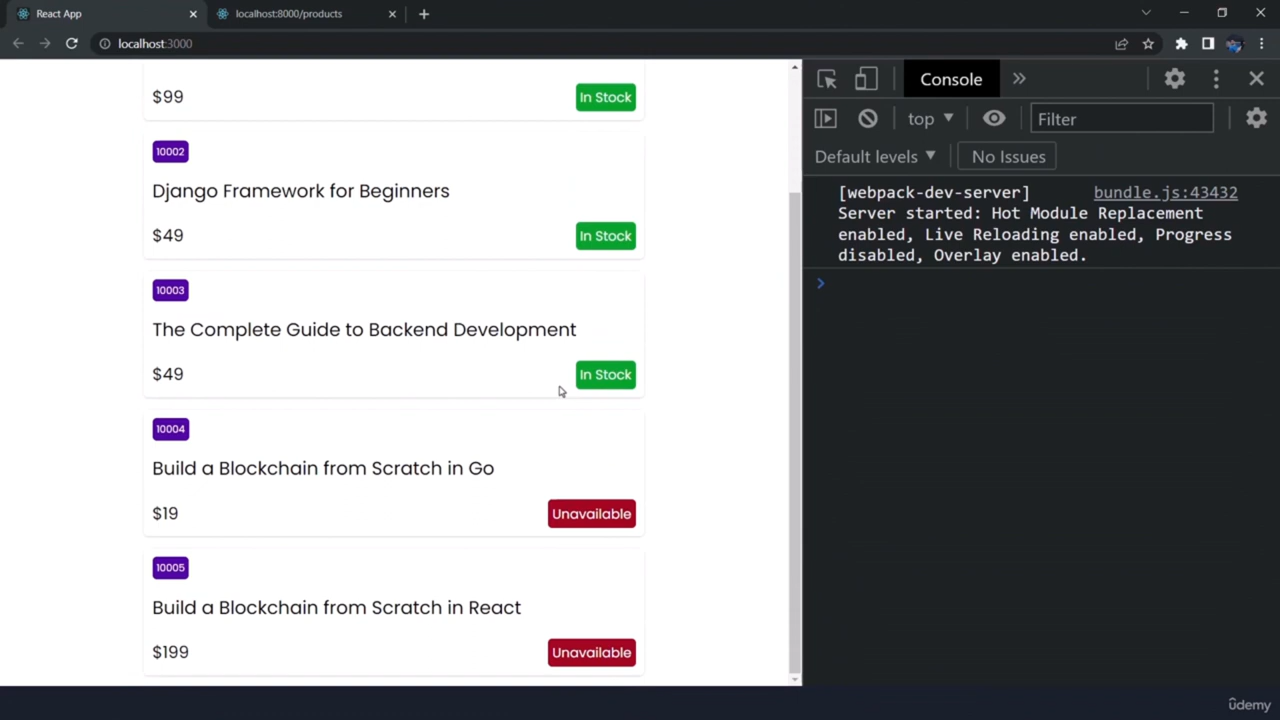 React App
localhost:8000/products
localhost:3000
$99
In Stock
10002
Django Framework for Beginners
$49
In Stock
10003
The Complete Guide to Backend Development
$49
In Stock
10004
Build a Blockchain from Scratch in Go
$19
Unavailable
10005
Build a Blockchain from Scratch in React
$199
Unavailable
Console
top
Filter
Default levels
No Issues
[webpack-dev-server] bundle.js:43432
Server started: Hot Module Replacement
enabled, Live Reloading enabled, Progress
disabled, Overlay enabled.
ûdemy